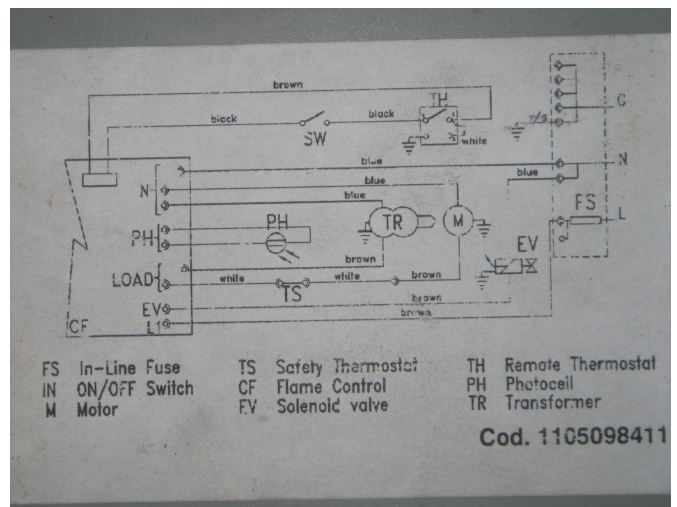 brown
TH
black
black
G
y/g
SW
white
blue
N
N
blue
blue
FS
PH
PH
TR
M
L
EV
brown
LOAD
white
white
brown
TS
brown
EV
brown
CF
L1
FS In-Line Fuse
TS Safety Thermostat
TH Remote Thermostat
IN ON/OFF Switch
CF Flame Control
PH Photocell
M Motor
EV Solenoid valve
TR Transformer
Cod. 1105098411